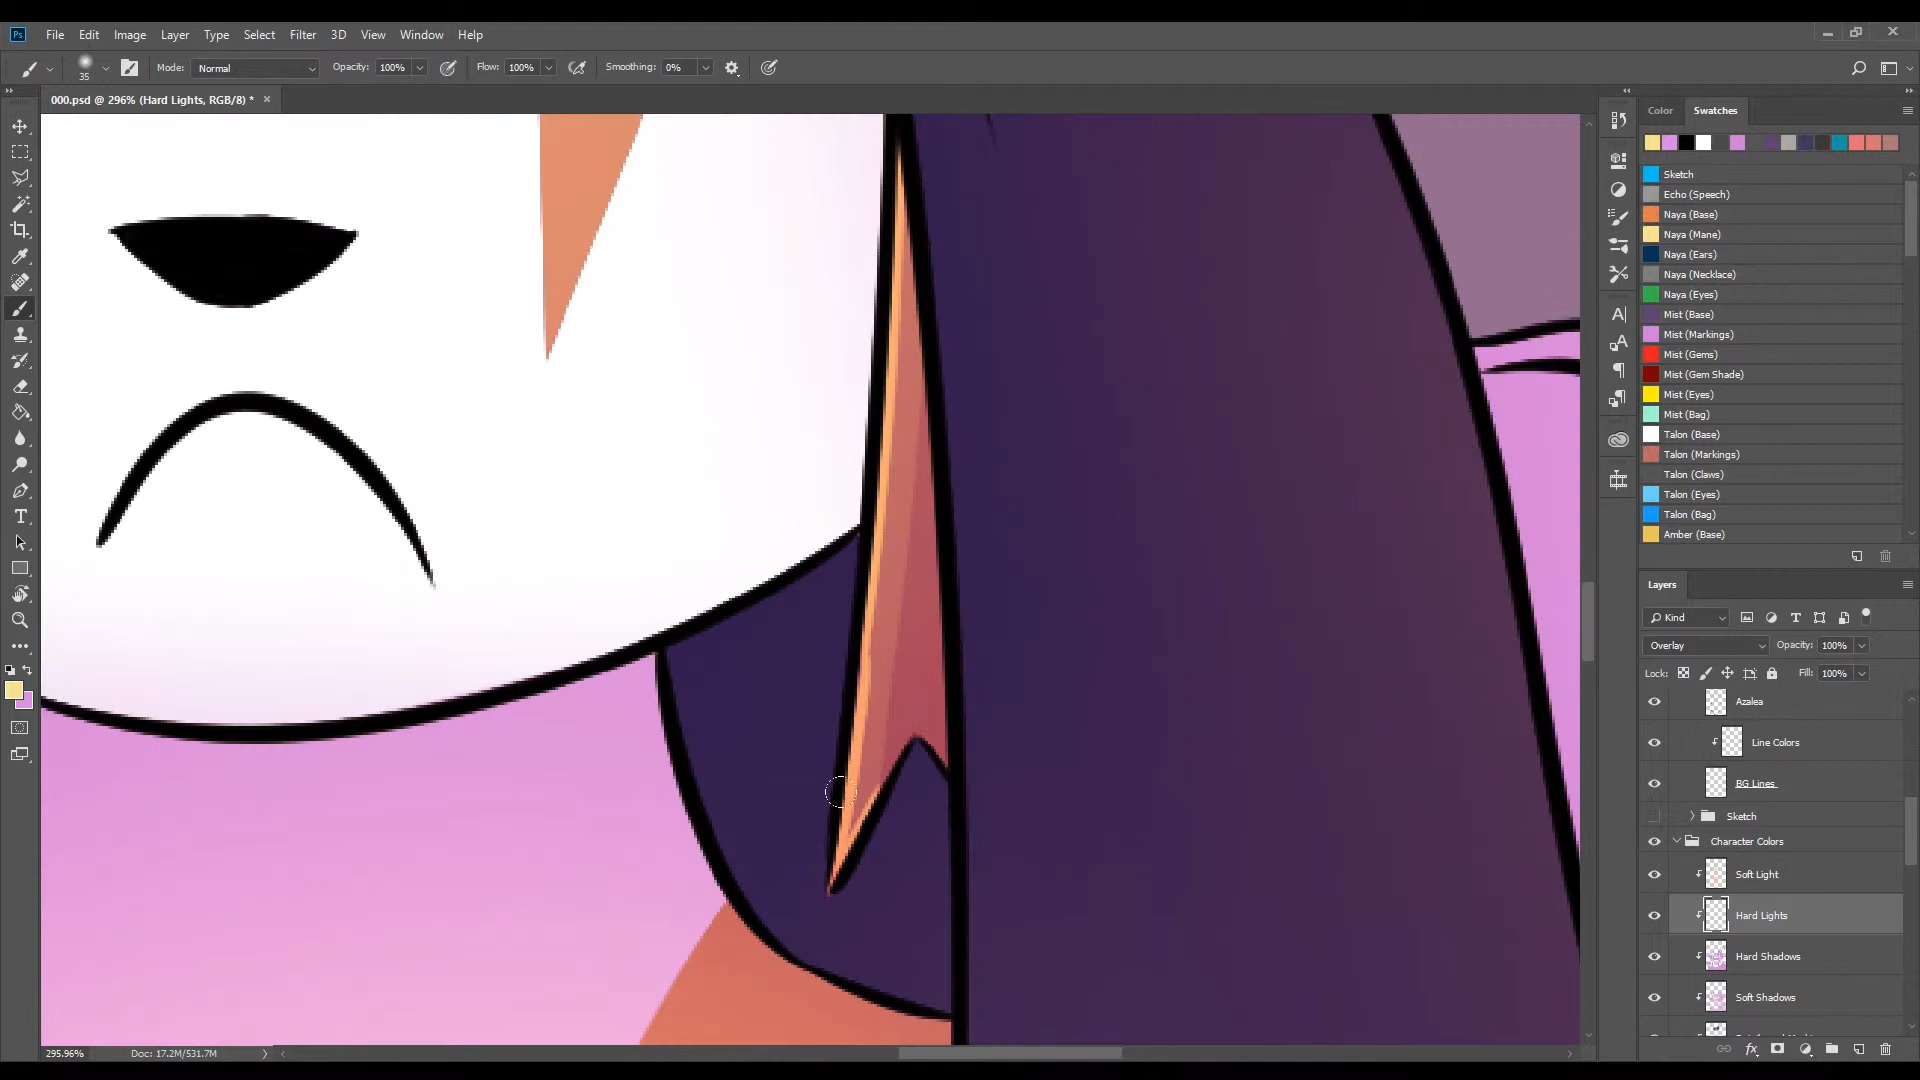 Ps File Edit Image Layer Type Select Filter 3D View Window Help
35 Mode: Normal Opacity: 100% Flow: 100% Smoothing: 0%
000.psd @ 296% (Hard Lights, RGB/8) * ×
Color Swatches
Sketch
Echo (Speech)
Naya (Base)
Naya (Mane)
Naya (Ears)
Naya (Necklace)
Naya (Eyes)
Mist (Base)
Mist (Markings)
Mist (Gems)
Mist (Gem Shade)
Mist (Eyes)
Mist (Bag)
Talon (Base)
Talon (Markings)
Talon (Claws)
Talon (Eyes)
Talon (Bag)
Amber (Base)
Layers
Kind
Overlay Opacity: 100%
Lock: Fill: 100%
Azalea
Line Colors
BG Lines
Sketch
Character Colors
Soft Light
Hard Lights
Hard Shadows
Soft Shadows
295.96% Doc: 17.2M/531.7M